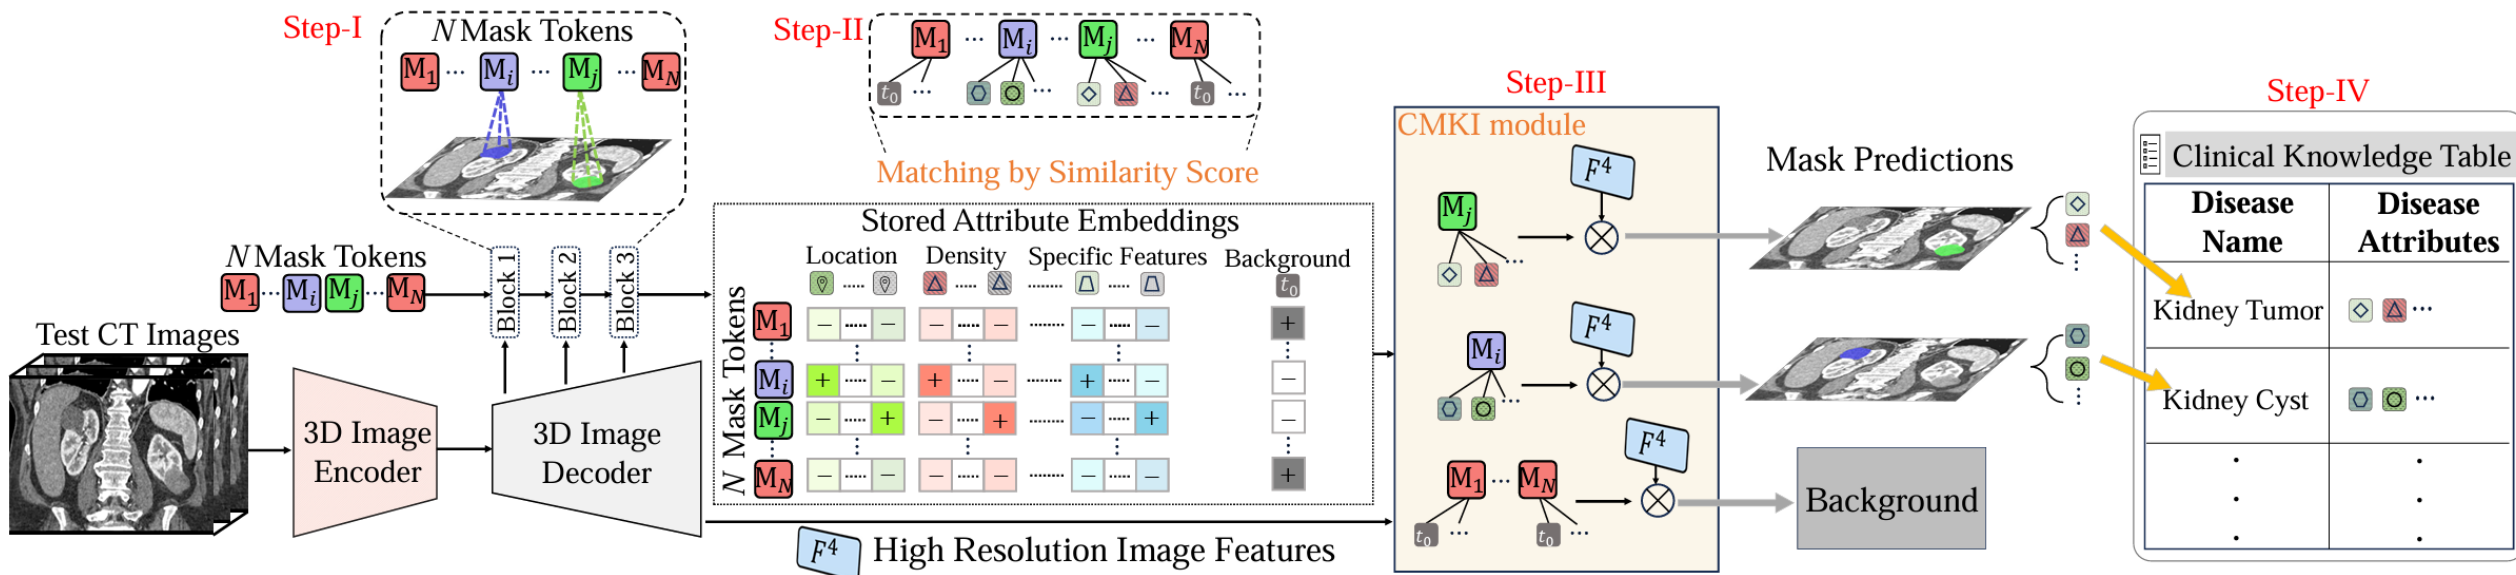 Step-I
N Mask Tokens
M1 ... Mi ... Mj ... MN
Step-II
M1 ... Mi ... Mj ... MN
t0 ... ... ... t0 ...
Matching by Similarity Score
N Mask Tokens
M1 ... Mi Mj ... MN
Block 1
Block 2
Block 3
Test CT Images
3D Image
Encoder
3D Image
Decoder
Stored Attribute Embeddings
Location Density Specific Features Background
t0
N Mask Tokens
M1 − ..... − − ..... − ........ − ..... − +
Mi + ..... − + ..... − ........ + ..... − −
Mj − ..... + − ..... + − ..... + −
MN − ..... − − ..... − ........ − ..... − +
F4 High Resolution Image Features
Step-III
CMKI module
F4
Mj
...
F4
Mi
...
F4
M1 ... MN
t0 ... t0 ...
Mask Predictions
Background
Step-IV
Clinical Knowledge Table
Disease
Name
Disease
Attributes
Kidney Tumor ...
Kidney Cyst ...